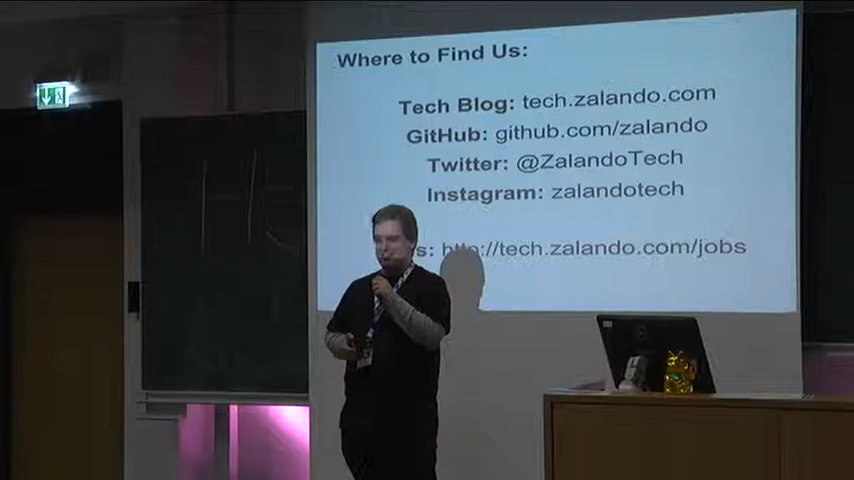 Where to Find Us:
Tech Blog: tech.zalando.com
GitHub: github.com/zalando
Twitter: @ZalandoTech
Instagram: zalandotech
s: http://tech.zalando.com/jobs